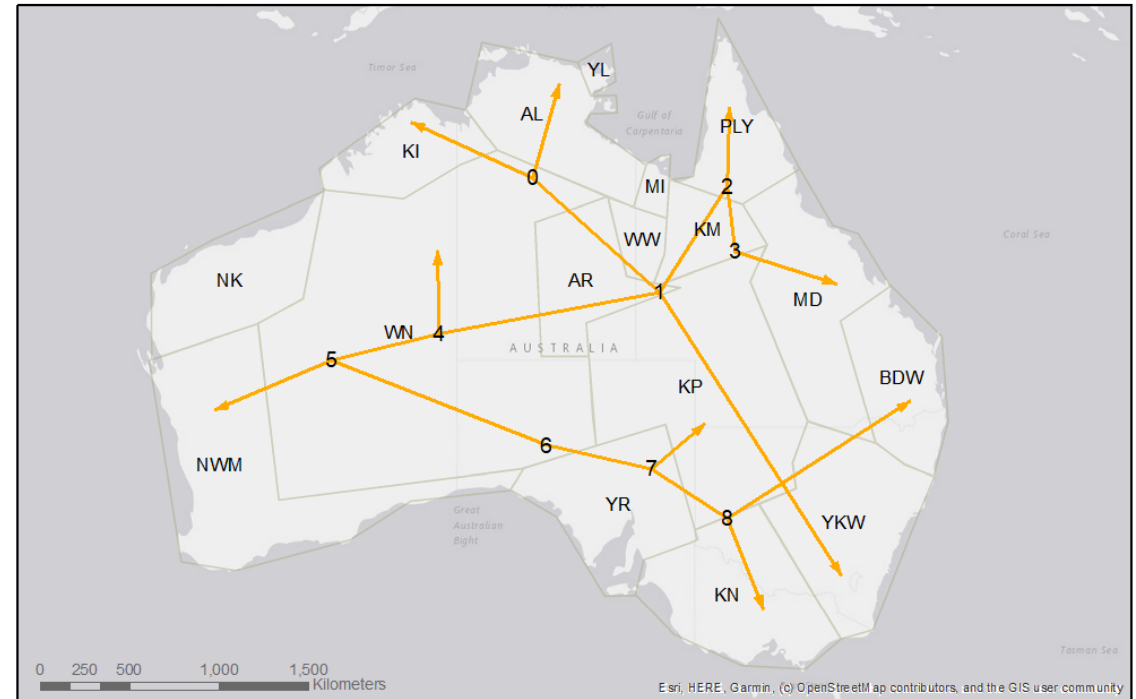 Timor Sea
YL
AL
Gulf of
Carpentaria
PLY
KI
0
MI
2
KM
WW
3
Coral Sea
NK
AR
1
MD
WN
4
AUSTRALIA
5
KP
BDW
6
7
NWM
YR
Great
Australian
Bight
8
YKW
KN
Tasman Sea
0 250 500 1,000 1,500
Kilometers
Esri, HERE, Garmin, (c) OpenStreetMap contributors, and the GIS user community